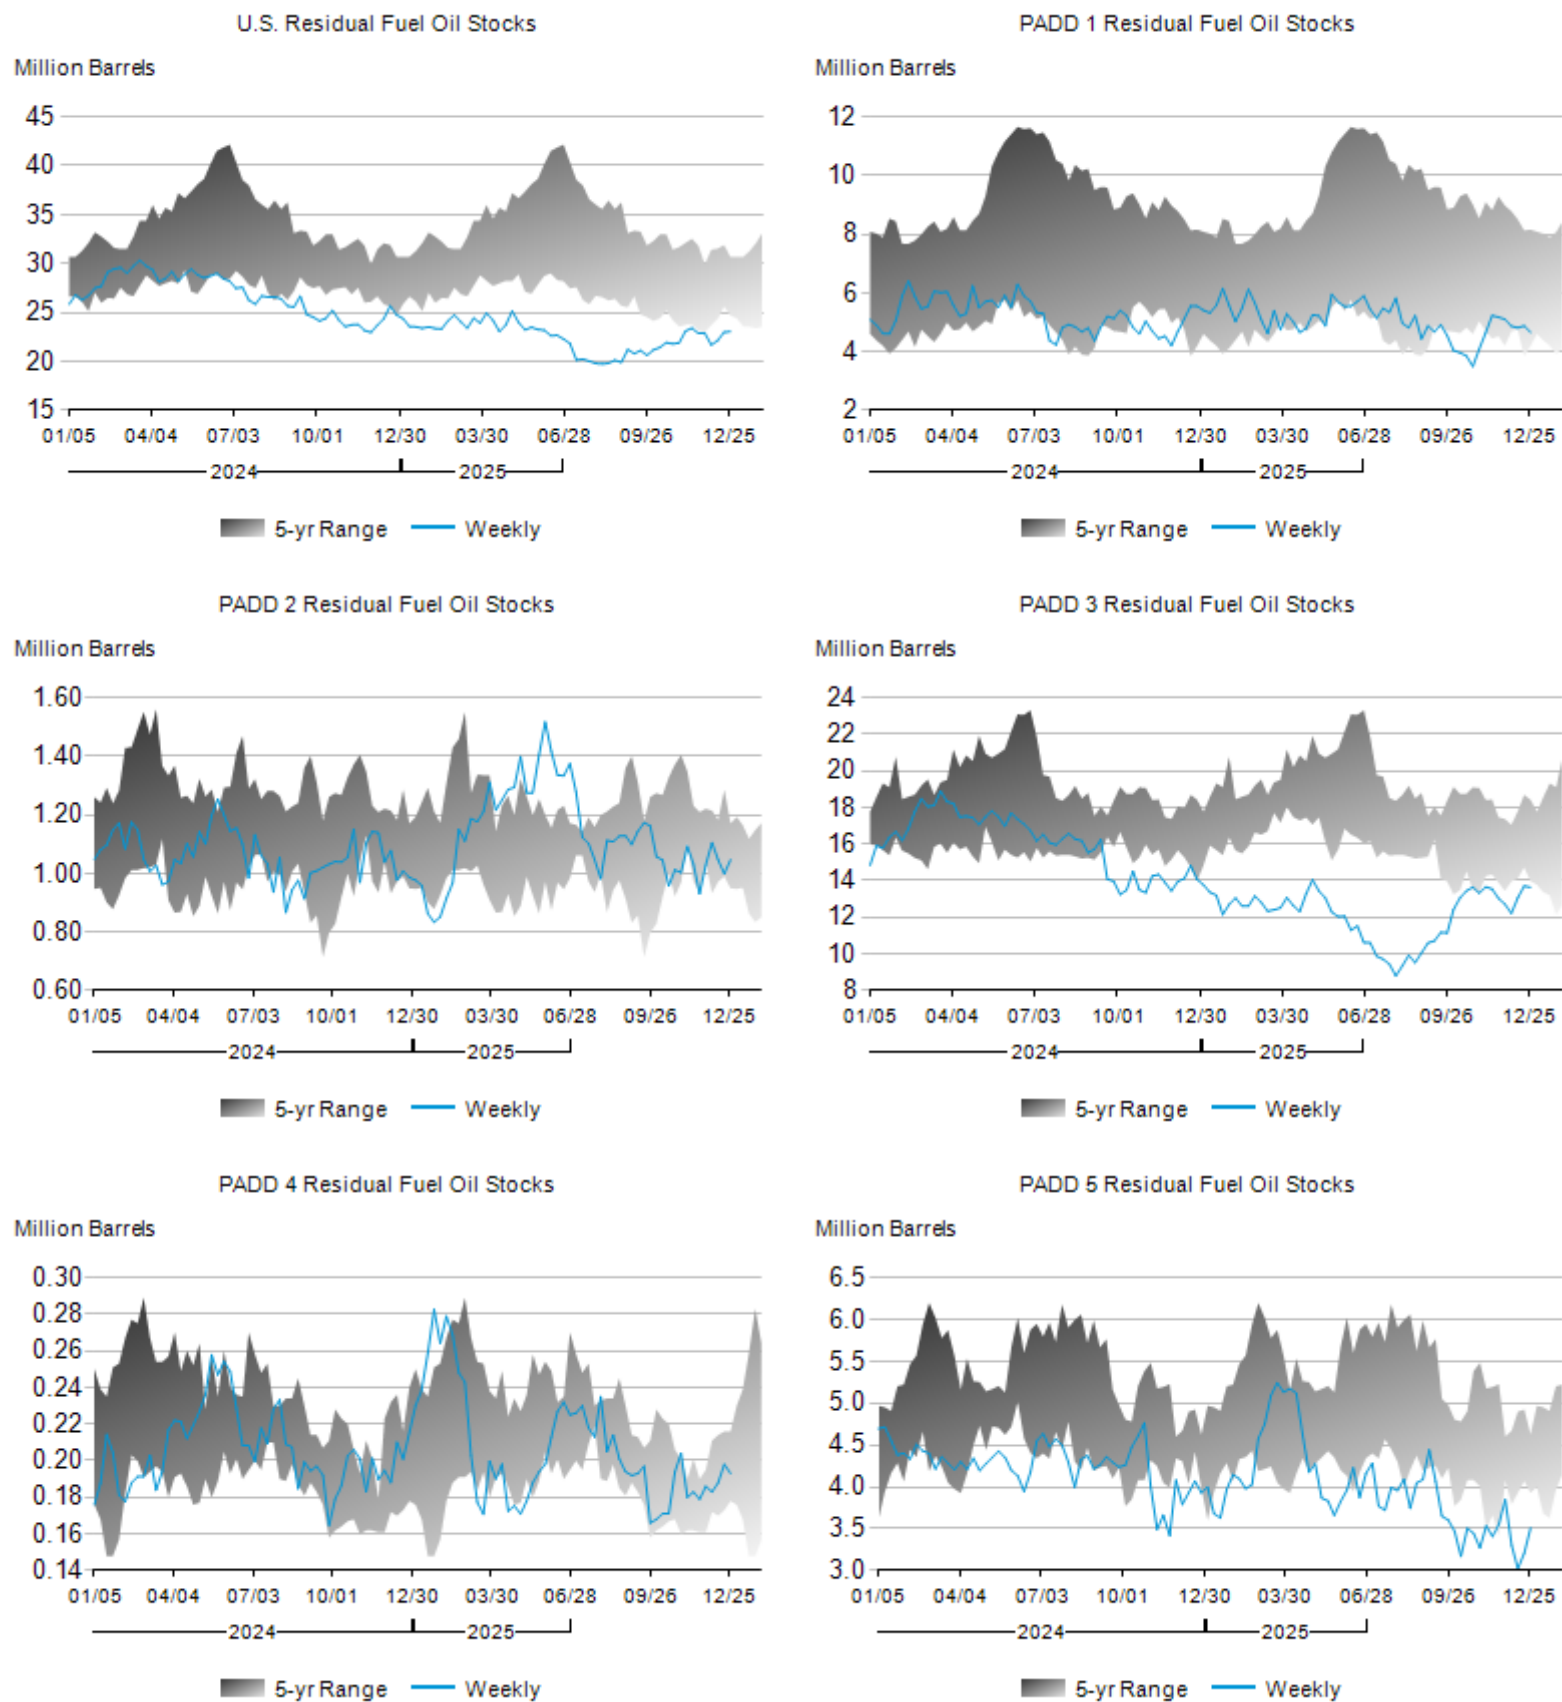 U.S. Residual Fuel Oil Stocks
Million Barrels
45
40
35
30
25
20
15
01/05 04/04 07/03 10/01 12/30 03/30 06/28 09/26 12/25
2024 2025
5-yr Range Weekly
PADD 1 Residual Fuel Oil Stocks
Million Barrels
12
10
8
6
4
2
01/05 04/04 07/03 10/01 12/30 03/30 06/28 09/26 12/25
2024 2025
5-yr Range Weekly
PADD 2 Residual Fuel Oil Stocks
Million Barrels
1.60
1.40
1.20
1.00
0.80
0.60
01/05 04/04 07/03 10/01 12/30 03/30 06/28 09/26 12/25
2024 2025
5-yr Range Weekly
PADD 3 Residual Fuel Oil Stocks
Million Barrels
24
22
20
18
16
14
12
10
8
01/05 04/04 07/03 10/01 12/30 03/30 06/28 09/26 12/25
2024 2025
5-yr Range Weekly
PADD 4 Residual Fuel Oil Stocks
Million Barrels
0.30
0.28
0.26
0.24
0.22
0.20
0.18
0.16
0.14
01/05 04/04 07/03 10/01 12/30 03/30 06/28 09/26 12/25
2024 2025
5-yr Range Weekly
PADD 5 Residual Fuel Oil Stocks
Million Barrels
6.5
6.0
5.5
5.0
4.5
4.0
3.5
3.0
01/05 04/04 07/03 10/01 12/30 03/30 06/28 09/26 12/25
2024 2025
5-yr Range Weekly